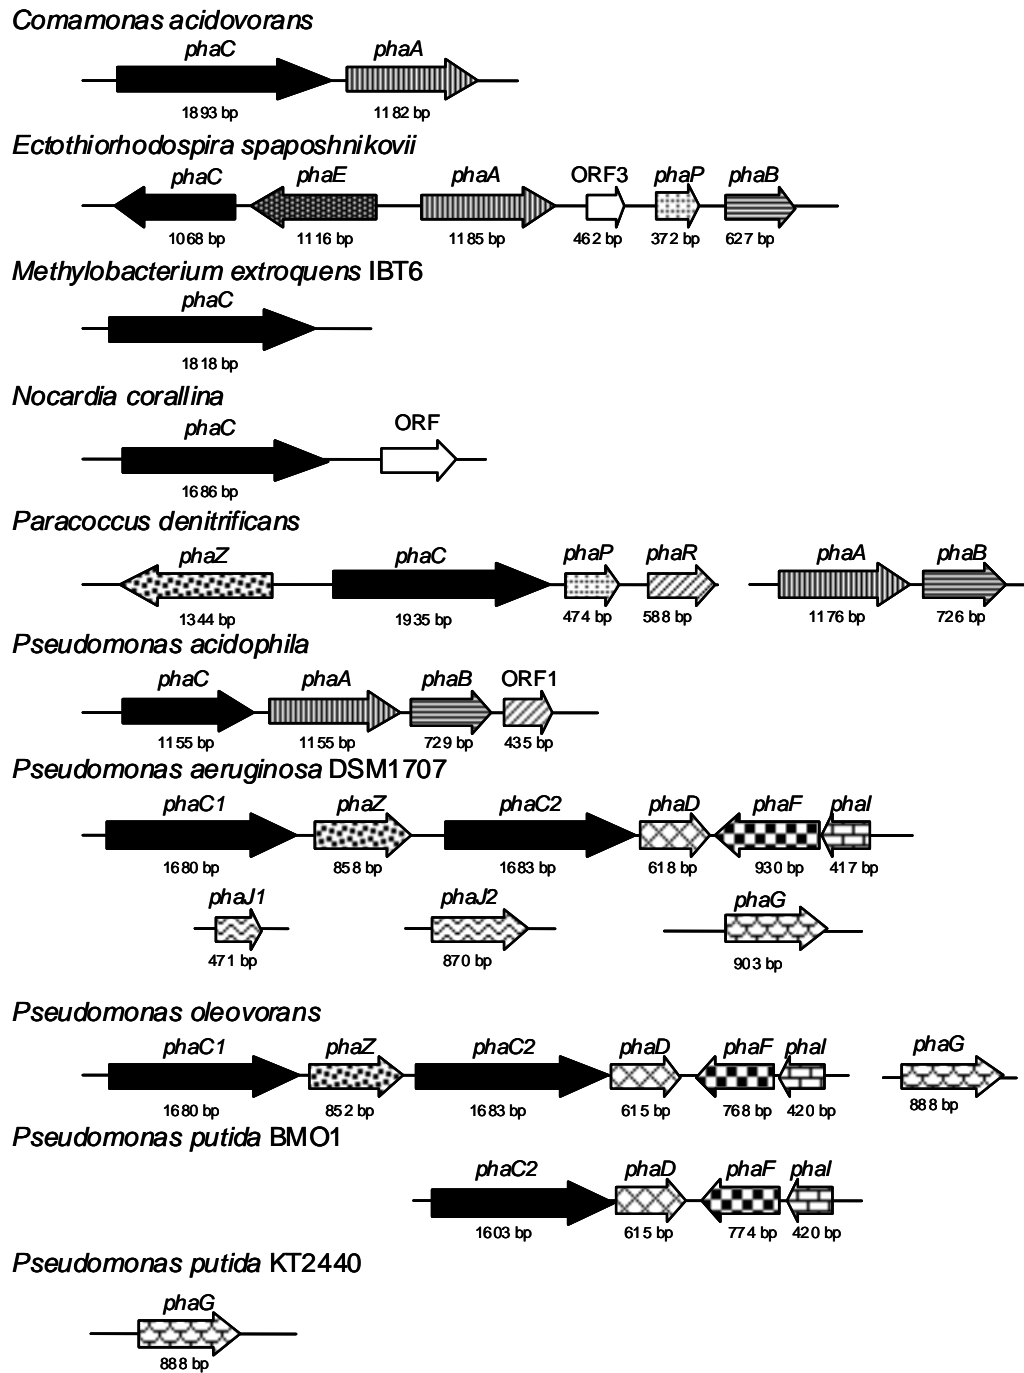 Comamonas acidovorans
phaC phaA
1893 bp 1182 bp
Ectothiorhodospira spaposhnikovii
phaC phaE phaA ORF3 phaP phaB
1068 bp 1116 bp 1185 bp 462 bp 372 bp 627 bp
Methylobacterium extroquens IBT6
phaC
1818 bp
Nocardia corallina
phaC ORF
1686 bp
Paracoccus denitrificans
phaZ phaC phaP phaR phaA phaB
1344 bp 1935 bp 474 bp 588 bp 1176 bp 726 bp
Pseudomonas acidophila
phaC phaA phaB ORF1
1155 bp 1155 bp 729 bp 435 bp
Pseudomonas aeruginosa DSM1707
phaC1 phaZ phaC2 phaD phaF phaI
1680 bp 858 bp 1683 bp 618 bp 930 bp 417 bp
phaJ1 phaJ2 phaG
471 bp 870 bp 903 bp
Pseudomonas oleovorans
phaC1 phaZ phaC2 phaD phaF phaI phaG
1680 bp 852 bp 1683 bp 615 bp 768 bp 420 bp 888 bp
Pseudomonas putida BMO1
phaC2 phaD phaF phaI
1603 bp 615 bp 774 bp 420 bp
Pseudomonas putida KT2440
phaG
888 bp